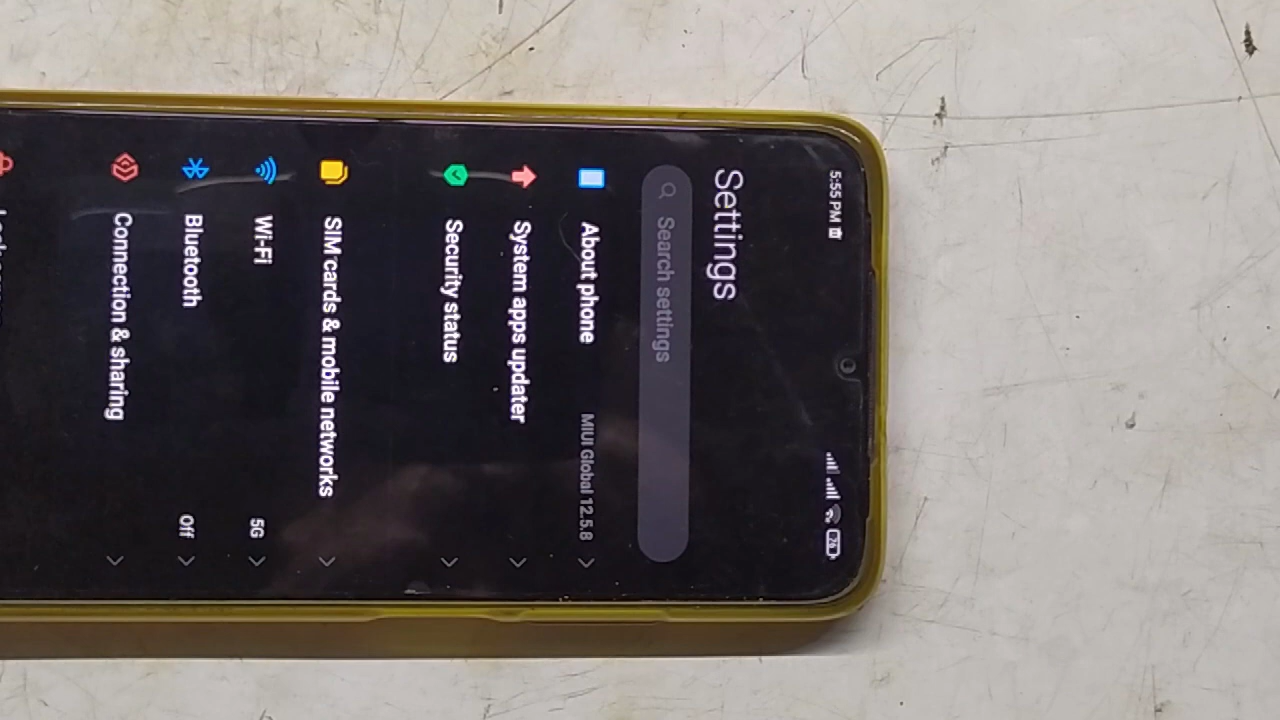 5:55 PM
26
Settings
Search settings
About phone MIUI Global 12.5.8
System apps updater
Security status
SIM cards & mobile networks
Wi-Fi 5G
Bluetooth Off
Connection & sharing